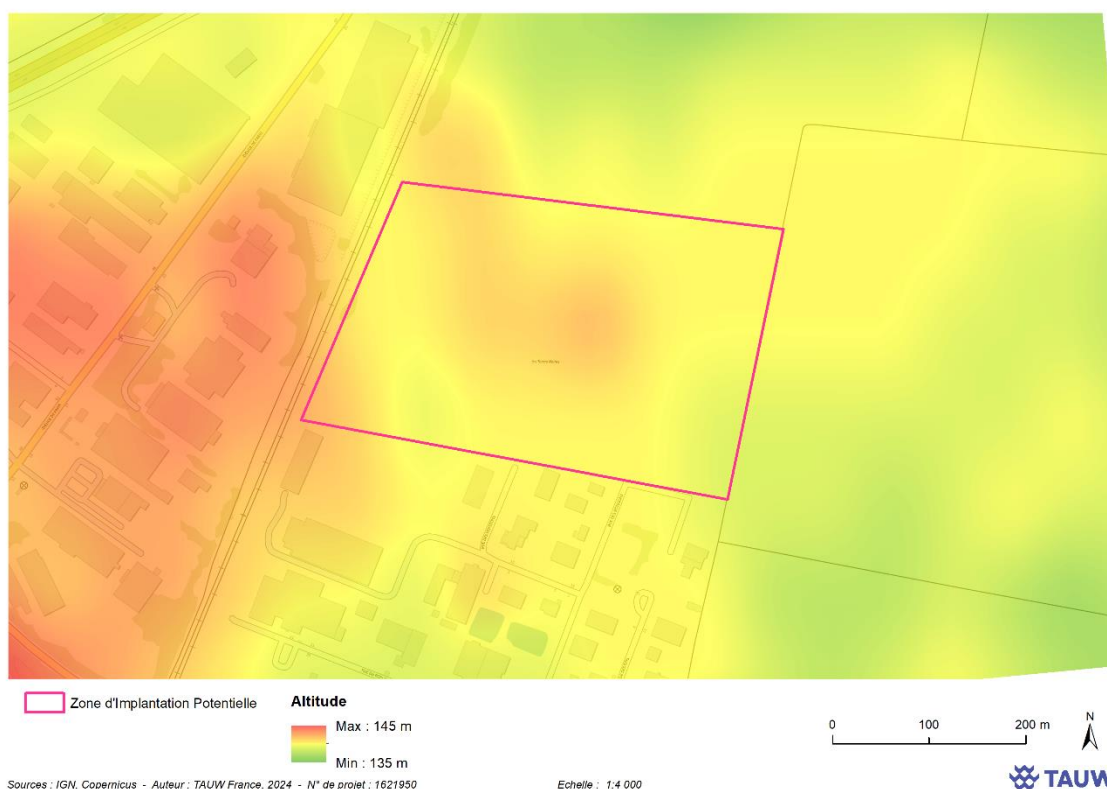 Zone d'Implantation Potentielle
Altitude
Max : 145 m
Min : 135 m
0 100 200 m
N
Sources : IGN, Copernicus - Auteur : TAUW France, 2024 - N° de projet : 1621950
Echelle : 1:4 000
TAUW